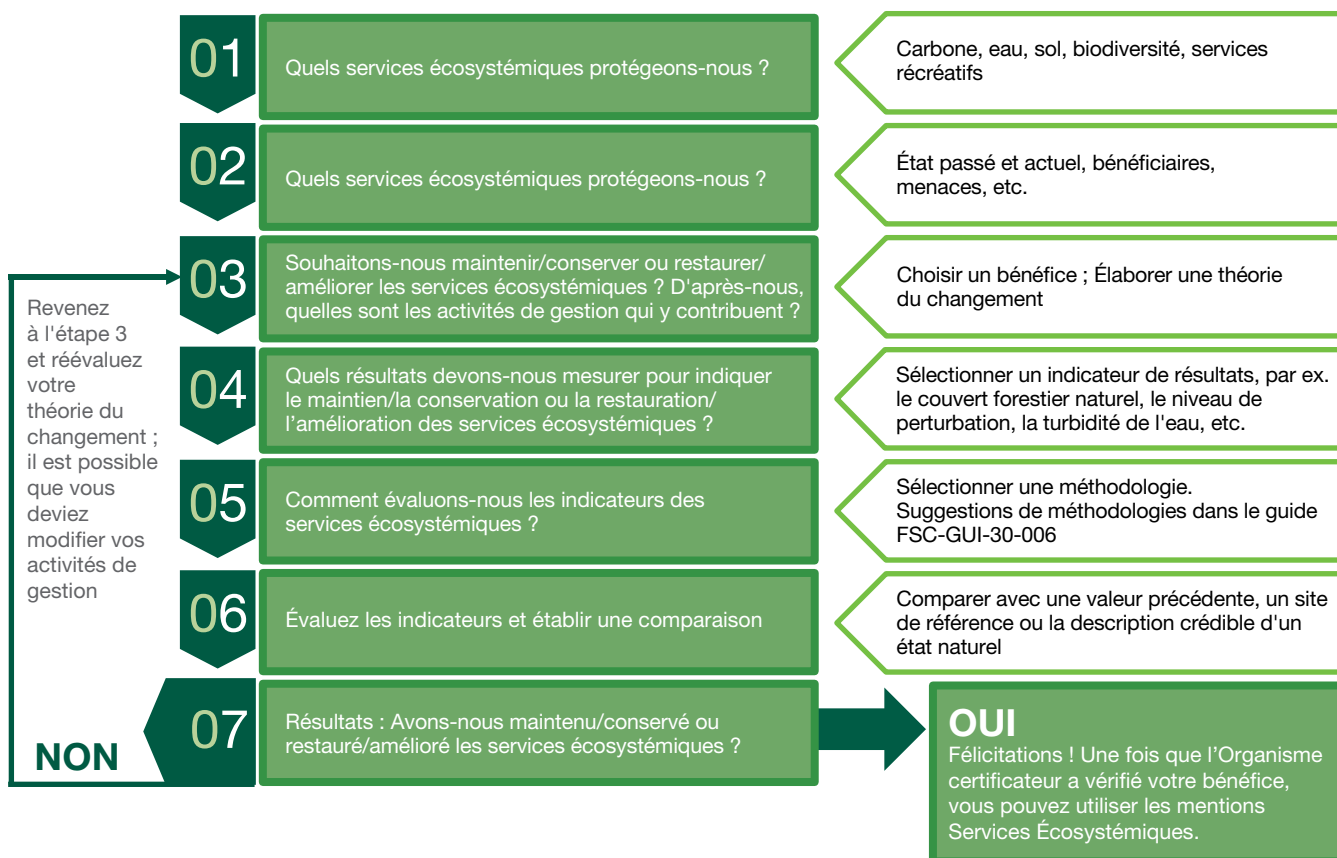 01
Quels services écosystémiques protégeons-nous ?
Carbone, eau, sol, biodiversité, services
récréatifs
02
Quels services écosystémiques protégeons-nous ?
État passé et actuel, bénéficiaires,
menaces, etc.
03
Souhaitons-nous maintenir/conserver ou restaurer/
améliorer les services écosystémiques ? D'après-nous,
quelles sont les activités de gestion qui y contribuent ?
Choisir un bénéfice ; Élaborer une théorie
du changement
04
Quels résultats devons-nous mesurer pour indiquer
le maintien/la conservation ou la restauration/
l’amélioration des services écosystémiques ?
Sélectionner un indicateur de résultats, par ex.
le couvert forestier naturel, le niveau de
perturbation, la turbidité de l'eau, etc.
05
Comment évaluons-nous les indicateurs des
services écosystémiques ?
Sélectionner une méthodologie.
Suggestions de méthodologies dans le guide
FSC-GUI-30-006
06
Évaluez les indicateurs et établir une comparaison
Comparer avec une valeur précédente, un site
de référence ou la description crédible d'un
état naturel
07
Résultats : Avons-nous maintenu/conservé ou
restauré/amélioré les services écosystémiques ?
OUI
Félicitations ! Une fois que l’Organisme
certificateur a vérifié votre bénéfice,
vous pouvez utiliser les mentions
Services Écosystémiques.
NON
Revenez
à l'étape 3
et réévaluez
votre
théorie du
changement ;
il est possible
que vous
deviez
modifier vos
activités de
gestion